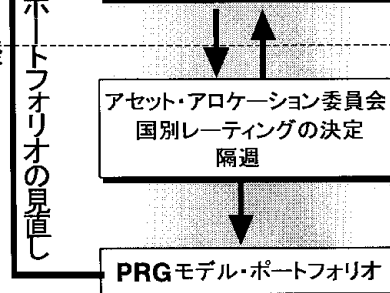 ポートフォリオの見直し
アセット・アロケーション委員会
国別レーティングの決定
隔週
PRGモデル・ポートフォリオ